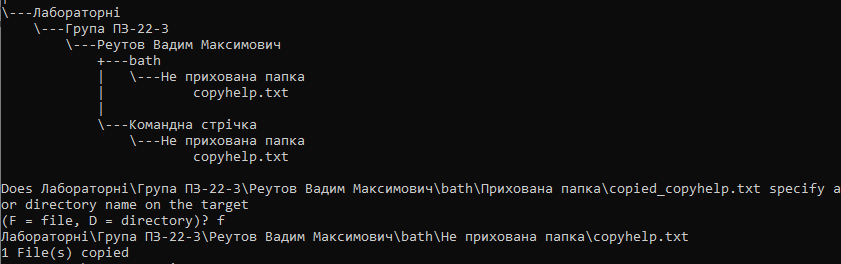 \---Лабораторні
    \---Група ПЗ-22-3
        \---Реутов Вадим Максимович
            +---bath
            |   \---Не прихована папка
            |           copyhelp.txt
            |
            \---Командна стрічка
                \---Не прихована папка
                        copyhelp.txt

Does Лабораторні\Група ПЗ-22-3\Реутов Вадим Максимович\bath\Прихована папка\copied_copyhelp.txt specify a
or directory name on the target
(F = file, D = directory)? f
Лабораторні\Група ПЗ-22-3\Реутов Вадим Максимович\bath\Не прихована папка\copyhelp.txt
1 File(s) copied